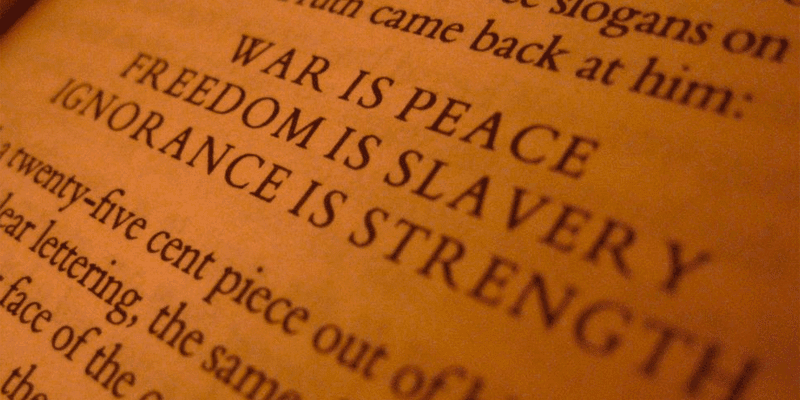 slogans on
came back at him:
WAR IS PEACE
FREEDOM IS SLAVERY
IGNORANCE IS STRENGTH
a twenty-five cent piece out of
lettering, the same
face of the
the